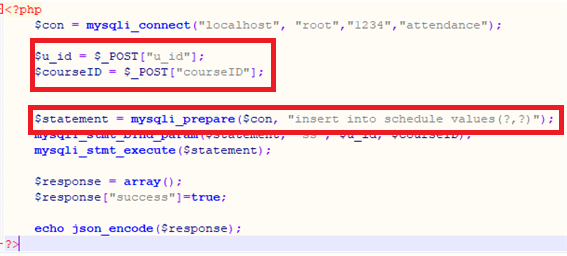 <?php
$con = mysqli_connect("localhost", "root","1234","attendance");
$u_id = $_POST["u_id"];
$courseID = $_POST["courseID"];
$statement = mysqli_prepare($con, "insert into schedule values(?,?)");
mysqli_stmt_bind_param($statement, "ss", $u_id, $courseID);
mysqli_stmt_execute($statement);
$response = array();
$response["success"]=true;
echo json_encode($response);
?>